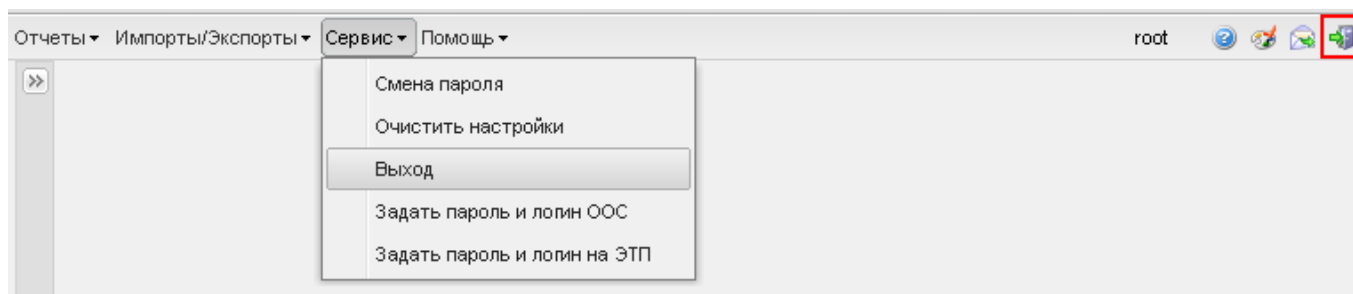 Отчеты Импорты/Экспорты Сервис Помощь root
Смена пароля
Очистить настройки
Выход
Задать пароль и логин ООС
Задать пароль и логин на ЭТП